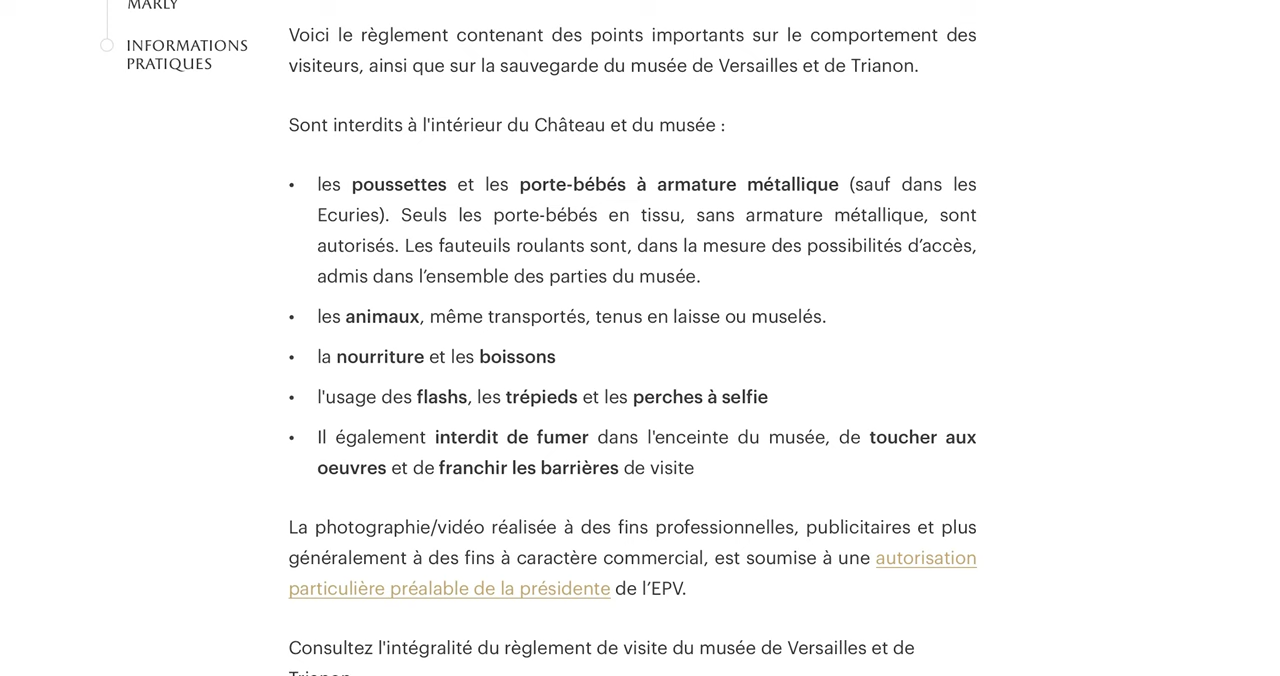 MARLY
INFORMATIONS
PRATIQUES
Voici le règlement contenant des points importants sur le comportement des
visiteurs, ainsi que sur la sauvegarde du musée de Versailles et de Trianon.
Sont interdits à l'intérieur du Château et du musée :
• les poussettes et les porte-bébés à armature métallique (sauf dans les
Ecuries). Seuls les porte-bébés en tissu, sans armature métallique, sont
autorisés. Les fauteuils roulants sont, dans la mesure des possibilités d’accès,
admis dans l’ensemble des parties du musée.
• les animaux, même transportés, tenus en laisse ou muselés.
• la nourriture et les boissons
• l'usage des flashs, les trépieds et les perches à selfie
• Il également interdit de fumer dans l'enceinte du musée, de toucher aux
oeuvres et de franchir les barrières de visite
La photographie/vidéo réalisée à des fins professionnelles, publicitaires et plus
généralement à des fins à caractère commercial, est soumise à une autorisation
particulière préalable de la présidente de l’EPV.
Consultez l'intégralité du règlement de visite du musée de Versailles et de
Trianon